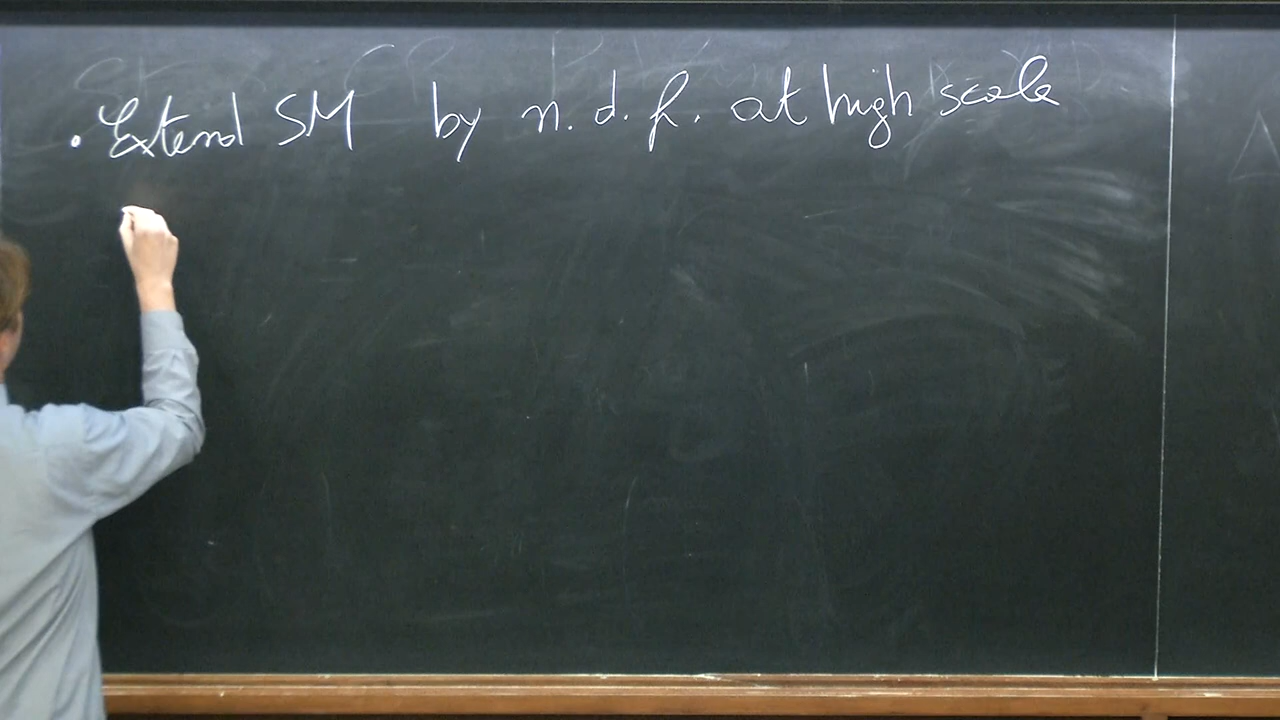 • Extend SM by n.d.f. at high scale